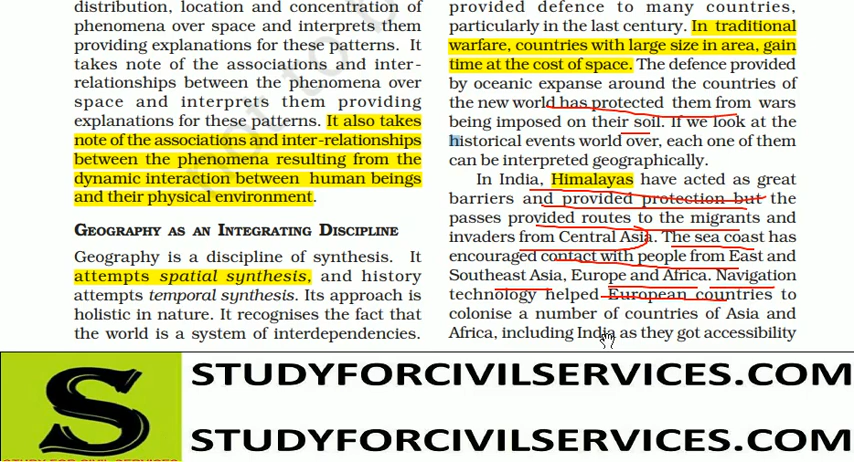 distribution, location and concentration of
phenomena over space and interprets them
providing explanations for these patterns. It
takes note of the associations and inter-
relationships between the phenomena over
space and interprets them providing
explanations for these patterns. It also takes
note of the associations and inter-relationships
between the phenomena resulting from the
dynamic interaction between human beings
and their physical environment.
GEOGRAPHY AS AN INTEGRATING DISCIPLINE
Geography is a discipline of synthesis. It
attempts spatial synthesis, and history
attempts temporal synthesis. Its approach is
holistic in nature. It recognises the fact that
the world is a system of interdependencies.
provided defence to many countries,
particularly in the last century. In traditional
warfare, countries with large size in area, gain
time at the cost of space. The defence provided
by oceanic expanse around the countries of
the new world has protected them from wars
being imposed on their soil. If we look at the
historical events world over, each one of them
can be interpreted geographically.
In India, Himalayas have acted as great
barriers and provided protection but the
passes provided routes to the migrants and
invaders from Central Asia. The sea coast has
encouraged contact with people from East and
Southeast Asia, Europe and Africa. Navigation
technology helped European countries to
colonise a number of countries of Asia and
Africa, including India as they got accessibility
S
STUDYFORCIVILSERVICES.COM
STUDYFORCIVILSERVICES.COM
STUDY FOR CIVIL SERVICES